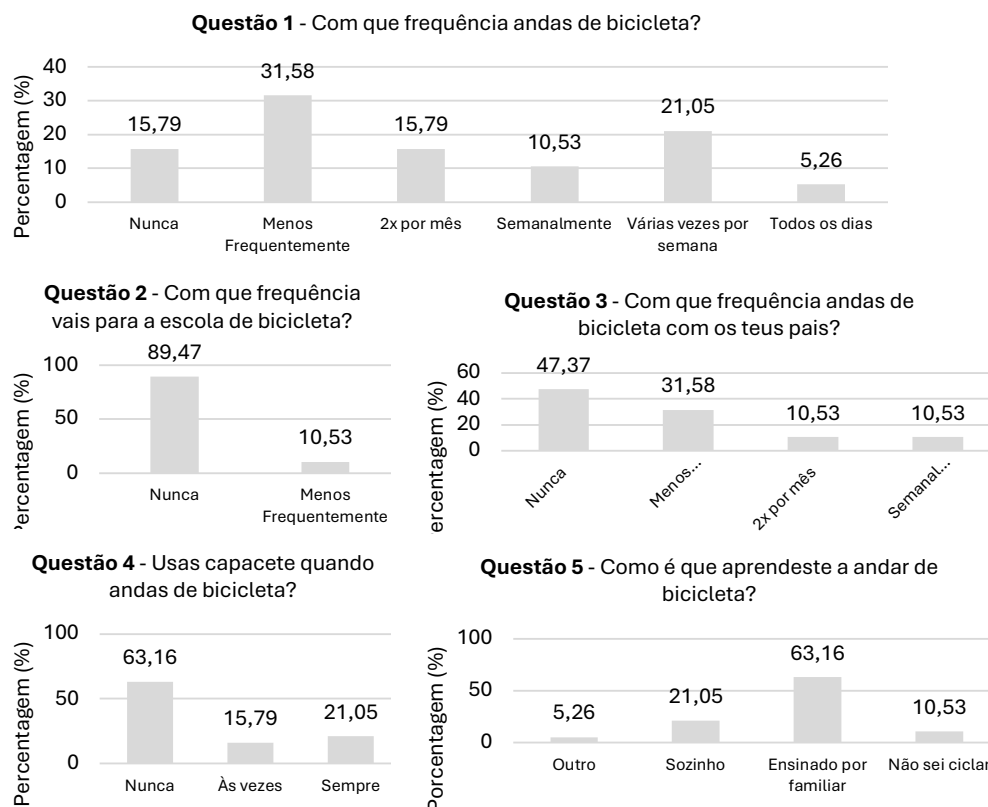 Questão 1 - Com que frequência andas de bicicleta?
Percentagem (%)
40
30
20
10
0
15,79
31,58
15,79
10,53
21,05
5,26
Nunca
Menos
Frequentemente
2x por mês
Semanalmente
Várias vezes por
semana
Todos os dias
Questão 2 - Com que frequência
vais para a escola de bicicleta?
ercentagem (%)
100
50
0
89,47
10,53
Nunca
Menos
Frequentemente
Questão 3 - Com que frequência andas de
bicicleta com os teus pais?
ercentagem (%)
60
40
20
0
47,37
31,58
10,53
10,53
Nunca
Menos...
2x por mês
Semanal...
Questão 4 - Usas capacete quando
andas de bicicleta?
Percentagem (%)
100
50
0
63,16
15,79
21,05
Nunca
Às vezes
Sempre
Questão 5 - Como é que aprendeste a andar de
bicicleta?
Porcentagem (%)
100
50
0
5,26
21,05
63,16
10,53
Outro
Sozinho
Ensinado por
familiar
Não sei ciclar